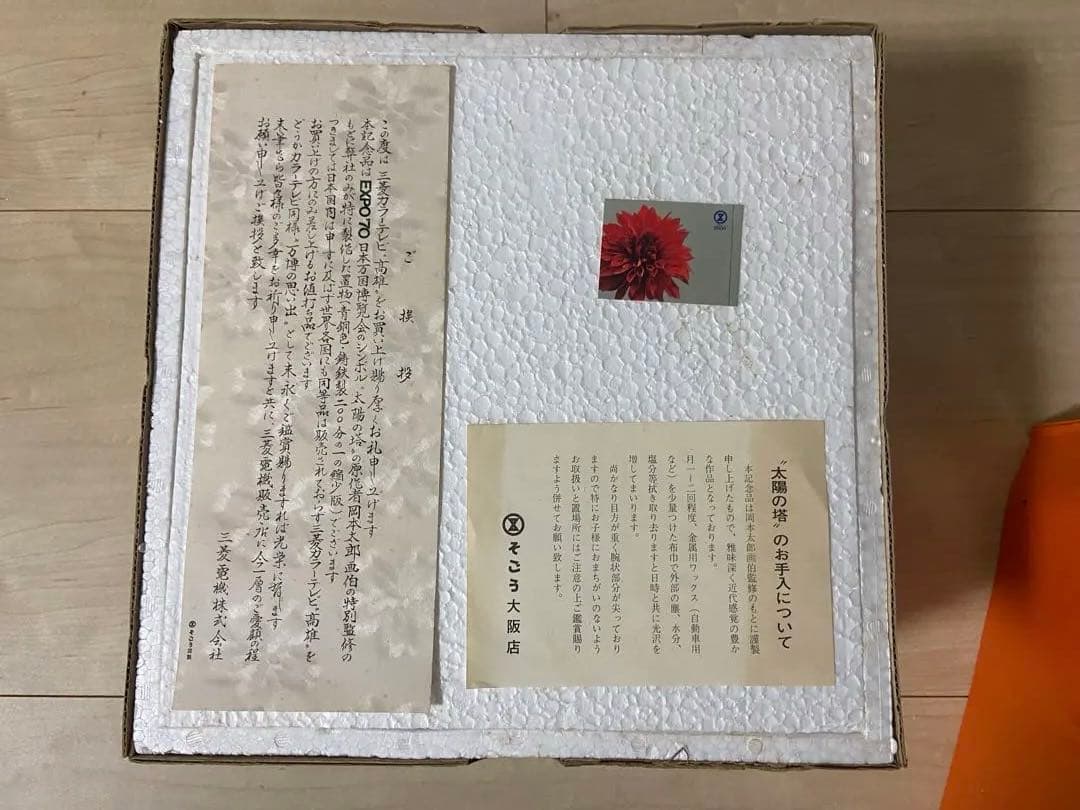 ご挨拶
この度は三菱カラーテレビ〝高雄〟をお買い上げ賜り厚くお礼申し上げます
本記念品はEXPO'70日本万国博覧会のシンボル〝太陽の塔〟の原作者岡本太郎画伯の特別監修の
もとに弊社のみが特に製作した置物(青銅色・鋳鉄製二〇〇分の一の縮少版)でございます
つきましては日本国内は申すに及ばず世界各国にも同等品は販売されておらず三菱カラーテレビ〝高雄〟を
お買い上げの方にのみ差し上げるお値打ち品でございます
どうかカラーテレビ同様〝万博の思い出〟として末永くご鑑賞賜りますれば光栄に存じます
末筆ながら皆々様のご多幸をお祈り申し上げますと共に三菱電機販売店に今一層のご愛顧の程
お願い申し上げご挨拶と致します
三菱電機株式会社
そごう謹製
〝太陽の塔〟のお手入について
本記念品は岡本太郎画伯監修のもとに謹製
申し上げたもので、雅味深く近代感覚の豊か
な作品となっております。
月一~二回程度、金属用ワックス(自動車用
など)を少量つけた布巾で外部の塵、水分、
塩分等拭き取り去りますと日時と共に光沢を
増してまいります。
尚かなり目方が重く腕状部分が尖っており
ますので特にお子様におまちがいのないよう
お取扱いと置場所にはご注意の上ご鑑賞賜り
ますよう併せてお願い致します。
そごう大阪店